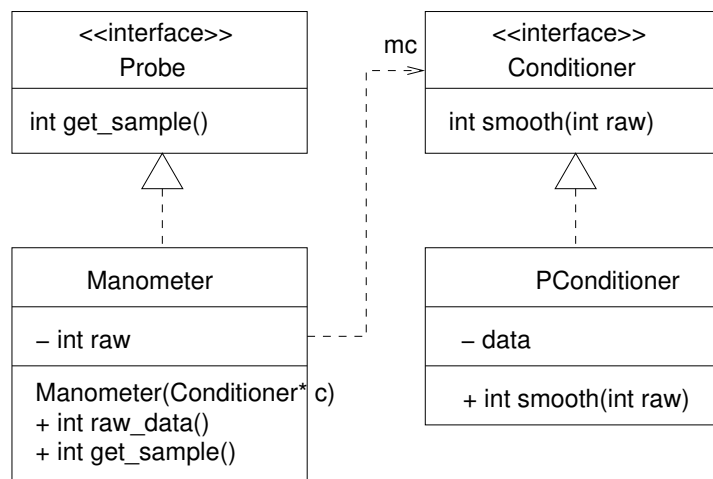 <<interface>>
Probe
int get_sample()
mc
<<interface>>
Conditioner
int smooth(int raw)
Manometer
− int raw
Manometer(Conditioner* c)
+ int raw_data()
+ int get_sample()
PConditioner
− data
+ int smooth(int raw)